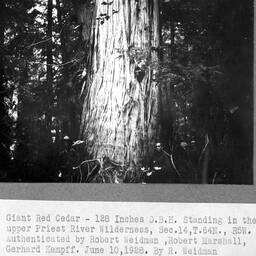 Giant Red Cedar - 128 Inches D.B.H. Standing in the
upper Priest River Wilderness, Sec.14,T.64N., R5W.
Authenticated by Robert Weidman ,Robert Marshall,
Gerhard Kempff. June 10,1928. By R. Weidman